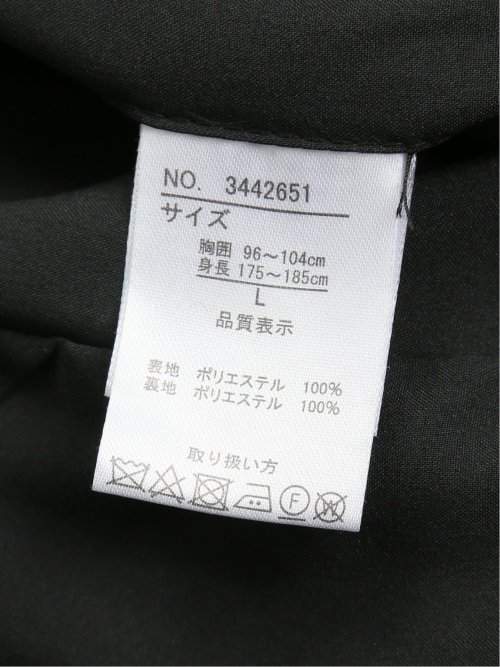 NO. 3442651
サイズ
胸囲 96～104cm
身長 175～185cm
L
品質表示
表地 ポリエステル 100%
裏地 ポリエステル 100%
取り扱い方
F W